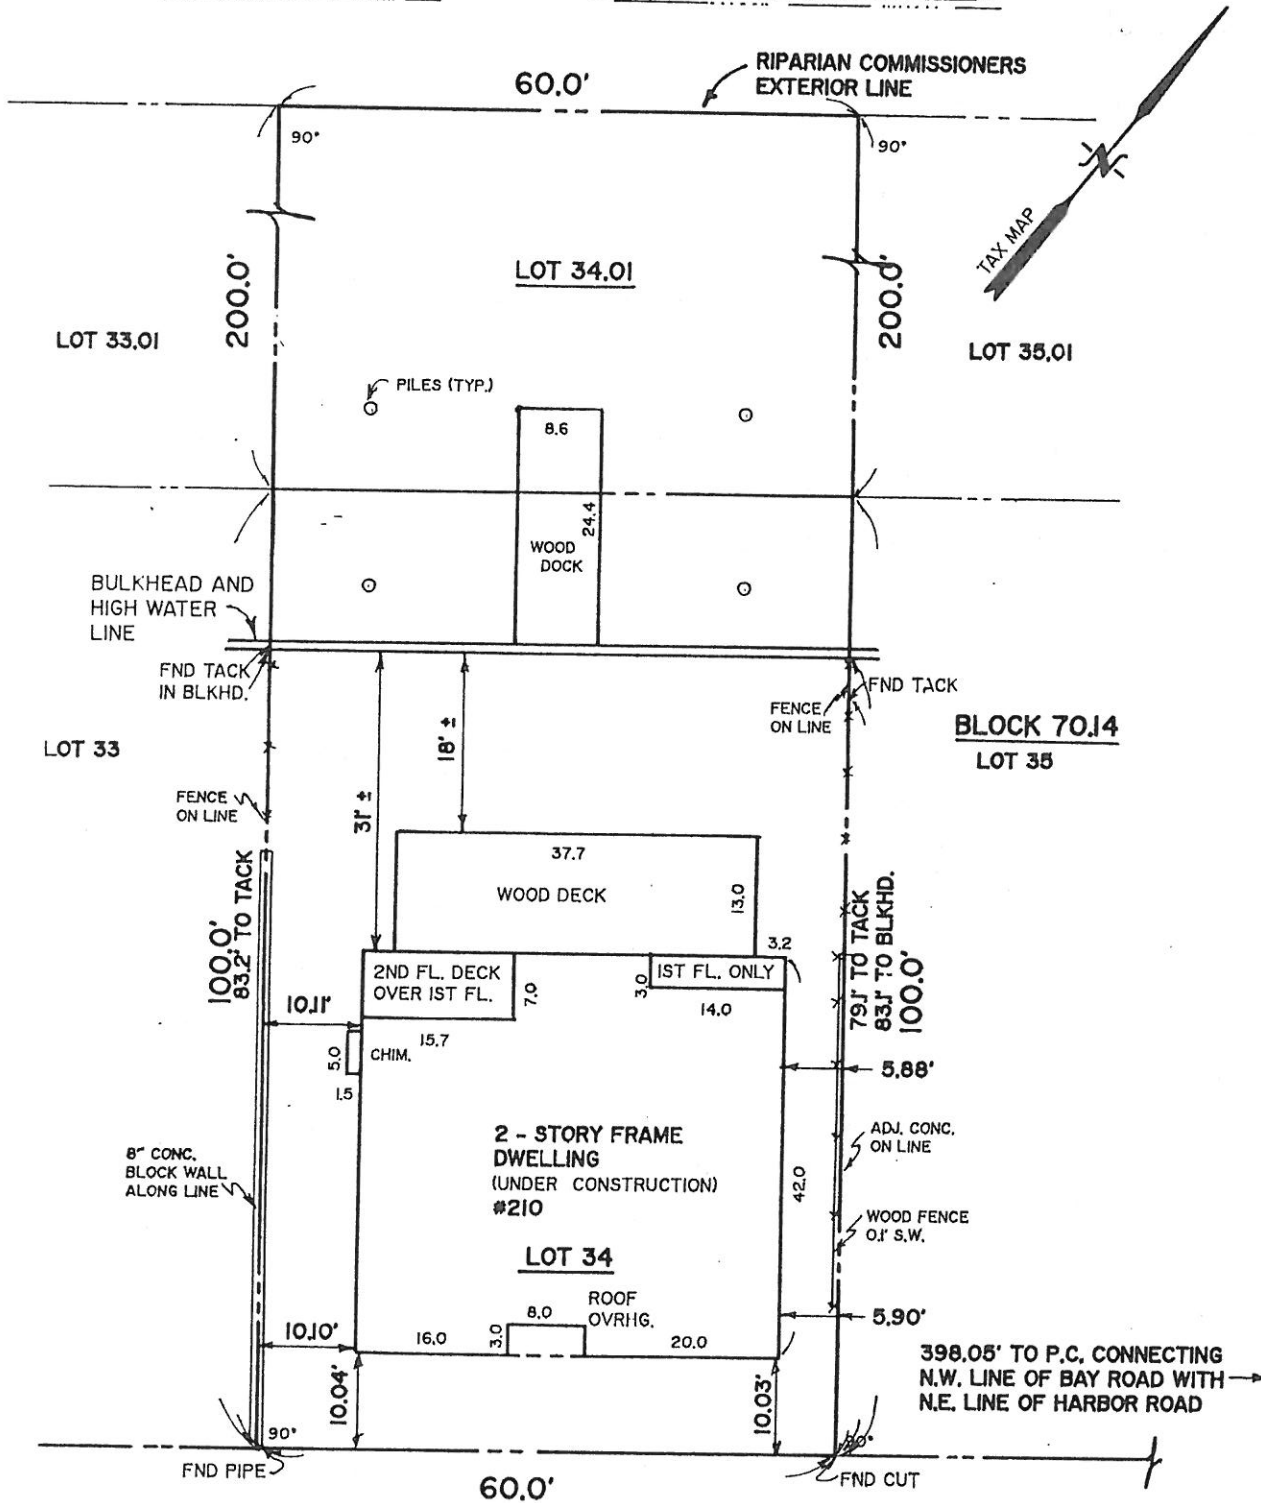 RIPARIAN COMMISSIONERS
EXTERIOR LINE
60.0'
90°
90°
N
TAX MAP
LOT 34.01
200.0'
200.0'
LOT 33.01
LOT 35.01
PILES (TYP.)
8.6
24.4
WOOD
DOCK
BULKHEAD AND
HIGH WATER
LINE
FND TACK
IN BLKHD.
FND TACK
FENCE
ON LINE
BLOCK 70.14
LOT 35
LOT 33
18' ±
31' ±
FENCE
ON LINE
37.7
WOOD DECK
13.0
3.2
100.0'
83.2' TO TACK
79.1' TO TACK
83.1' TO BLKHD.
100.0'
2ND FL. DECK
OVER 1ST FL.
7.0
3.0
1ST FL. ONLY
14.0
10.11'
15.7
5.0
CHIM.
1.5
5.88'
2 - STORY FRAME
DWELLING
(UNDER CONSTRUCTION)
#210
42.0
ADJ. CONC.
ON LINE
8" CONC.
BLOCK WALL
ALONG LINE
WOOD FENCE
0.1' S.W.
LOT 34
ROOF
OVRHG.
8.0
3.0
16.0
20.0
10.10'
5.90'
10.04'
10.03'
398.05' TO P.C. CONNECTING
N.W. LINE OF BAY ROAD WITH
N.E. LINE OF HARBOR ROAD
90°
90°
FND PIPE
FND CUT
60.0'